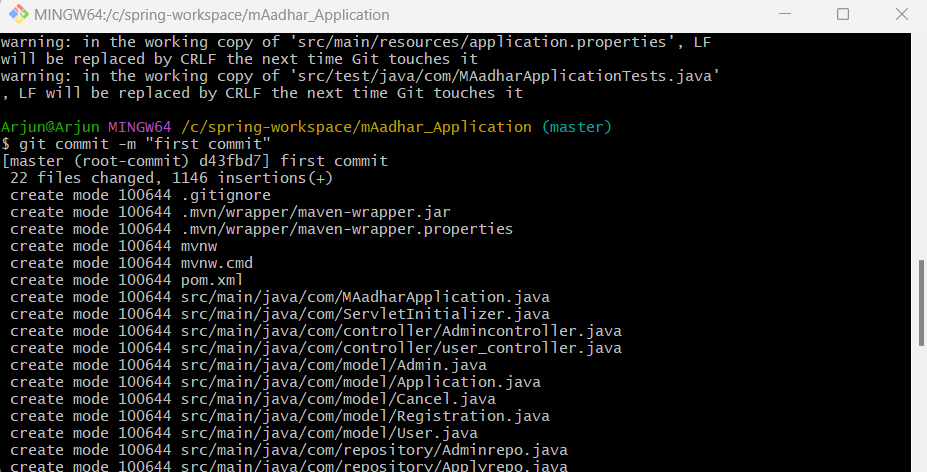 MINGW64:/c/spring-workspace/mAadhar_Application
warning: in the working copy of 'src/main/resources/application.properties', LF
will be replaced by CRLF the next time Git touches it
warning: in the working copy of 'src/test/java/com/MAadharApplicationTests.java'
, LF will be replaced by CRLF the next time Git touches it
Arjun@Arjun MINGW64 /c/spring-workspace/mAadhar_Application (master)
$ git commit -m "first commit"
[master (root-commit) d43fbd7] first commit
 22 files changed, 1146 insertions(+)
 create mode 100644 .gitignore
 create mode 100644 .mvn/wrapper/maven-wrapper.jar
 create mode 100644 .mvn/wrapper/maven-wrapper.properties
 create mode 100644 mvnw
 create mode 100644 mvnw.cmd
 create mode 100644 pom.xml
 create mode 100644 src/main/java/com/MAadharApplication.java
 create mode 100644 src/main/java/com/ServletInitializer.java
 create mode 100644 src/main/java/com/controller/Admincontroller.java
 create mode 100644 src/main/java/com/controller/user_controller.java
 create mode 100644 src/main/java/com/model/Admin.java
 create mode 100644 src/main/java/com/model/Application.java
 create mode 100644 src/main/java/com/model/Cancel.java
 create mode 100644 src/main/java/com/model/Registration.java
 create mode 100644 src/main/java/com/model/User.java
 create mode 100644 src/main/java/com/repository/Adminrepo.java
 create mode 100644 src/main/java/com/repository/Applyrepo.java